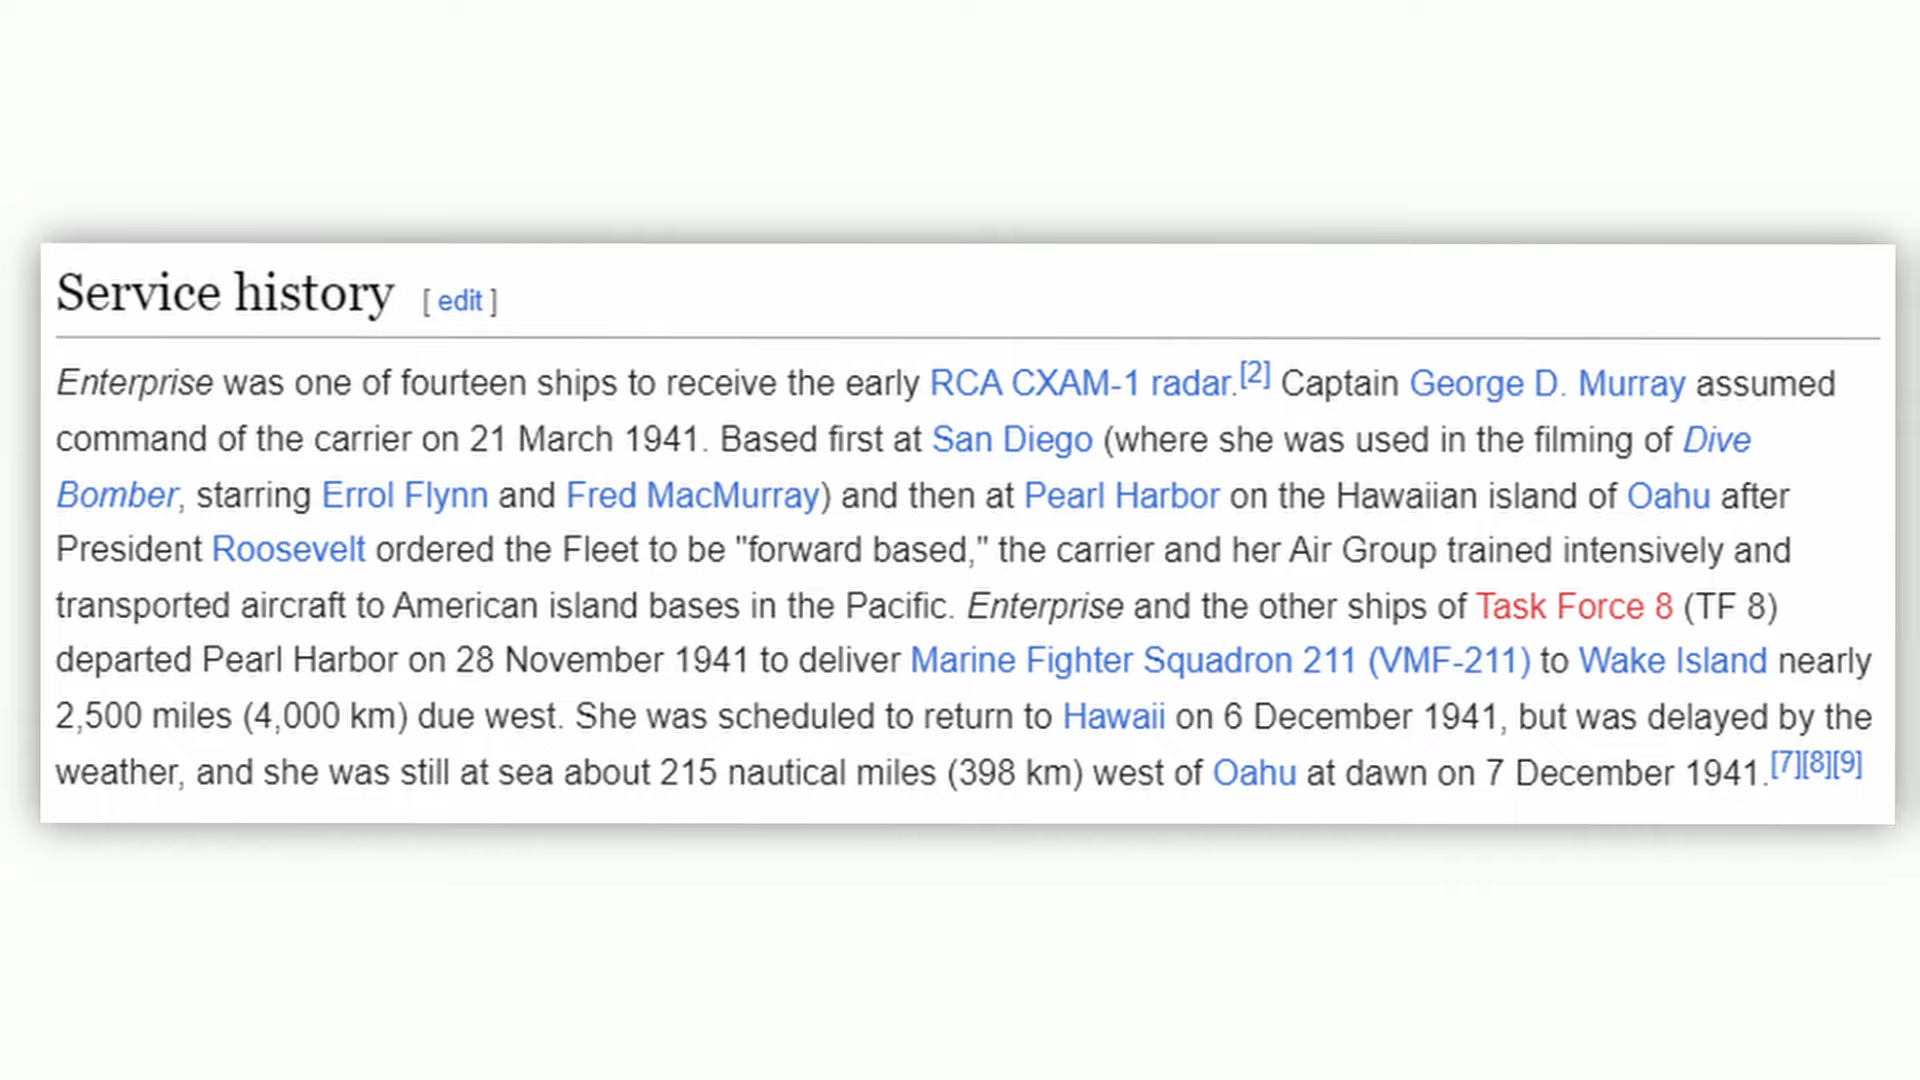 Service history [ edit ]
Enterprise was one of fourteen ships to receive the early RCA CXAM-1 radar.[2] Captain George D. Murray assumed
command of the carrier on 21 March 1941. Based first at San Diego (where she was used in the filming of Dive
Bomber, starring Errol Flynn and Fred MacMurray) and then at Pearl Harbor on the Hawaiian island of Oahu after
President Roosevelt ordered the Fleet to be "forward based," the carrier and her Air Group trained intensively and
transported aircraft to American island bases in the Pacific. Enterprise and the other ships of Task Force 8 (TF 8)
departed Pearl Harbor on 28 November 1941 to deliver Marine Fighter Squadron 211 (VMF-211) to Wake Island nearly
2,500 miles (4,000 km) due west. She was scheduled to return to Hawaii on 6 December 1941, but was delayed by the
weather, and she was still at sea about 215 nautical miles (398 km) west of Oahu at dawn on 7 December 1941.[7][8][9]